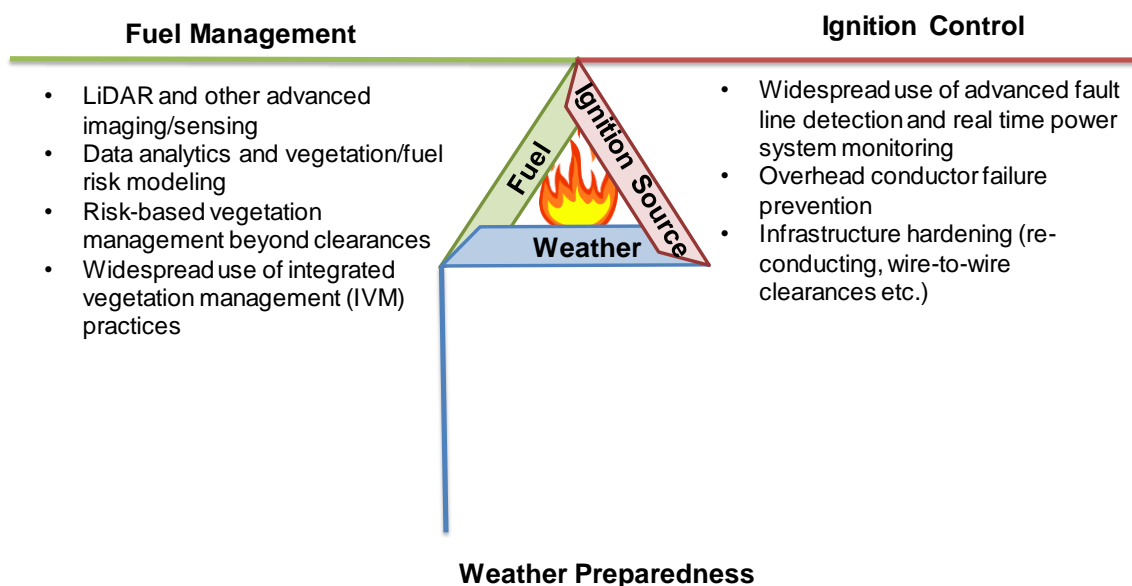 Fuel Management
Ignition Control
• LiDAR and other advanced
imaging/sensing
• Data analytics and vegetation/fuel
risk modeling
• Risk-based vegetation
management beyond clearances
• Widespread use of integrated
vegetation management (IVM)
practices
Fuel
Ignition Source
Weather
• Widespread use of advanced fault
line detection and real time power
system monitoring
• Overhead conductor failure
prevention
• Infrastructure hardening (re-
conducting, wire-to-wire
clearances etc.)
Weather Preparedness